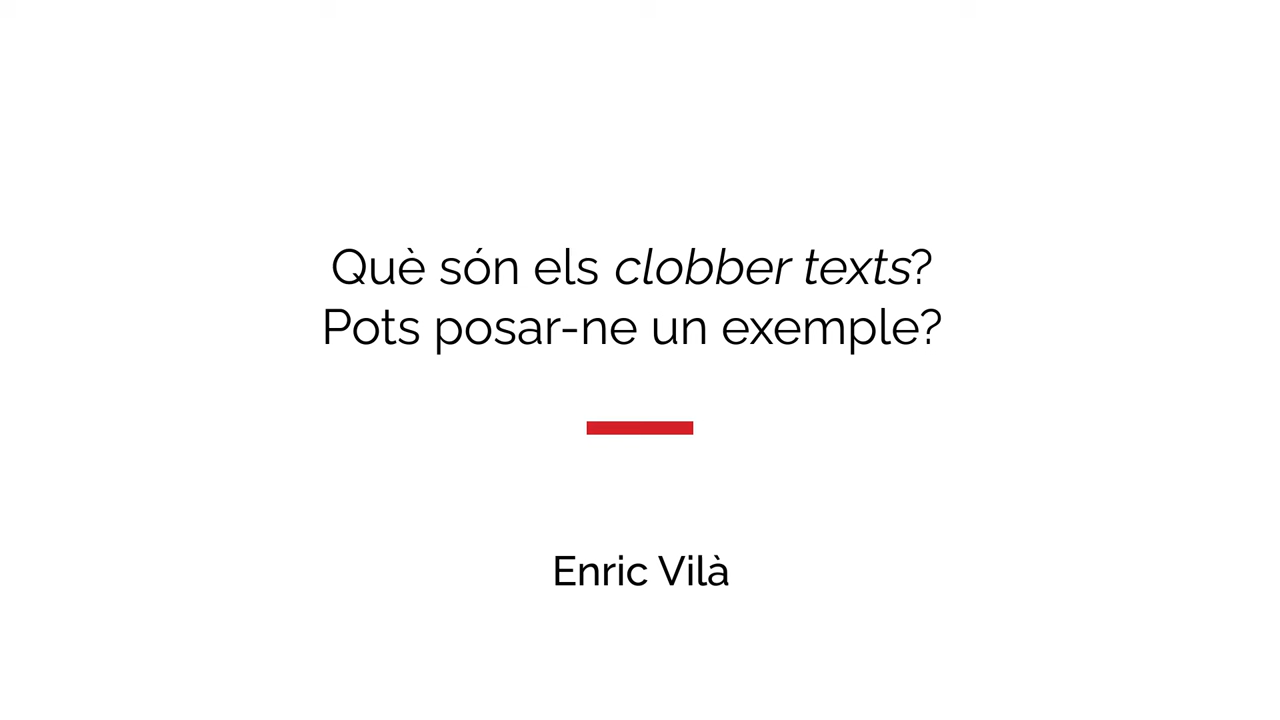 Què són els clobber texts?
Pots posar-ne un exemple?
Enric Vilà